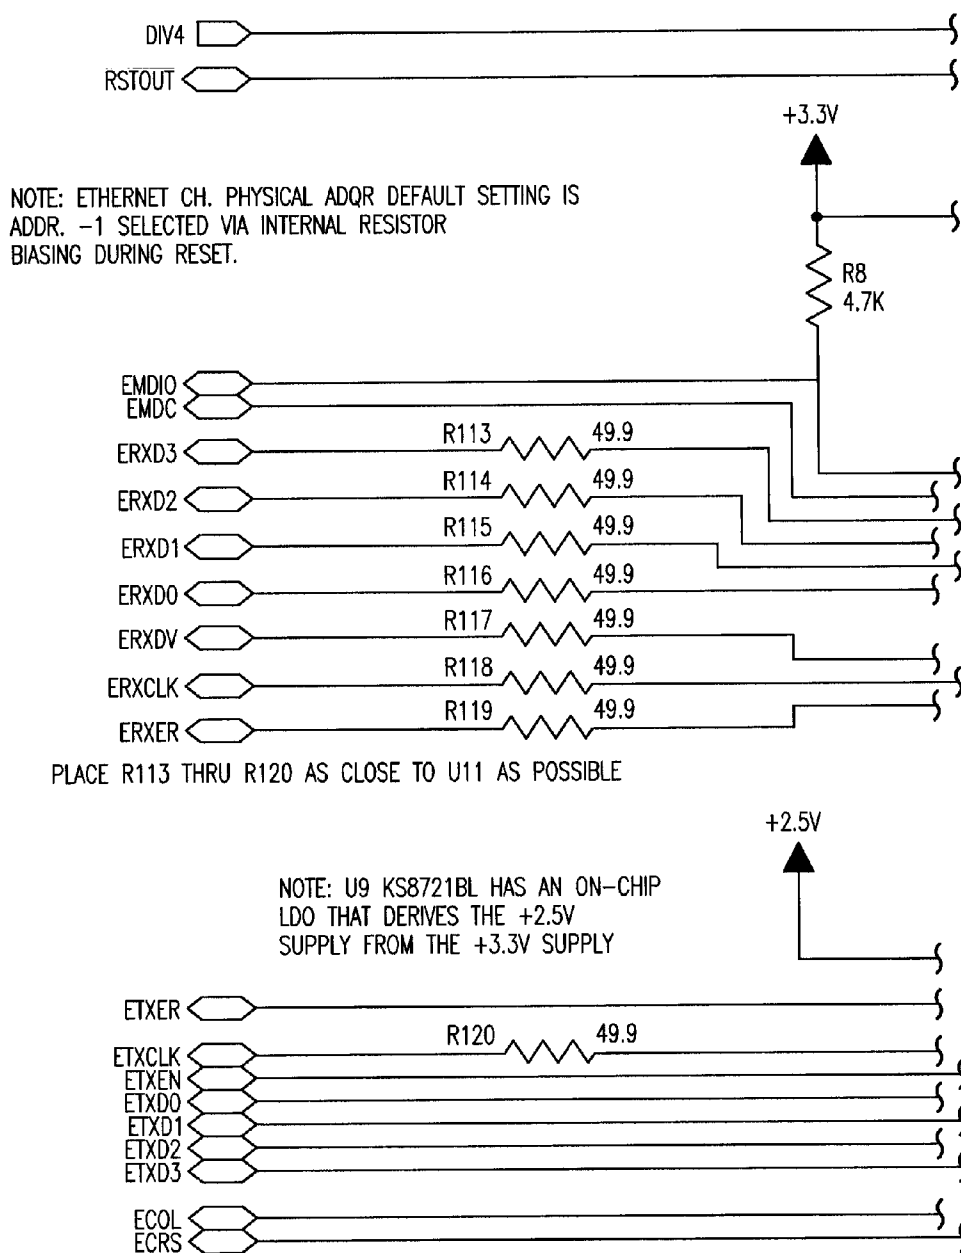 DIV4
RSTOUT
+3.3V
NOTE: ETHERNET CH. PHYSICAL ADQR DEFAULT SETTING IS
ADDR. -1 SELECTED VIA INTERNAL RESISTOR
BIASING DURING RESET.
R8
4.7K
EMDIO
EMDC
R113 49.9
ERXD3
R114 49.9
ERXD2
R115 49.9
ERXD1
R116 49.9
ERXD0
R117 49.9
ERXDV
R118 49.9
ERXCLK
R119 49.9
ERXER
PLACE R113 THRU R120 AS CLOSE TO U11 AS POSSIBLE
+2.5V
NOTE: U9 KS8721BL HAS AN ON-CHIP
LDO THAT DERIVES THE +2.5V
SUPPLY FROM THE +3.3V SUPPLY
ETXER
R120 49.9
ETXCLK
ETXEN
ETXD0
ETXD1
ETXD2
ETXD3
ECOL
ECRS